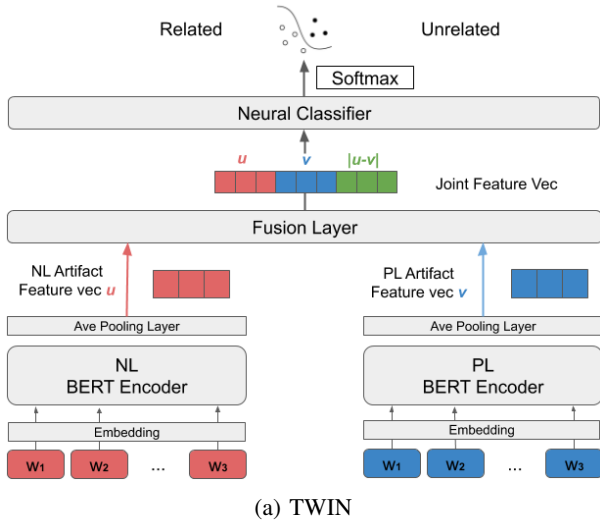 Related Unrelated
Softmax
Neural Classifier
u v |u-v|
Joint Feature Vec
Fusion Layer
NL Artifact
Feature vec u
PL Artifact
Feature vec v
Ave Pooling Layer Ave Pooling Layer
NL
BERT Encoder
PL
BERT Encoder
Embedding Embedding
W1 W2 ... W3 W1 W2 ... W3
(a) TWIN